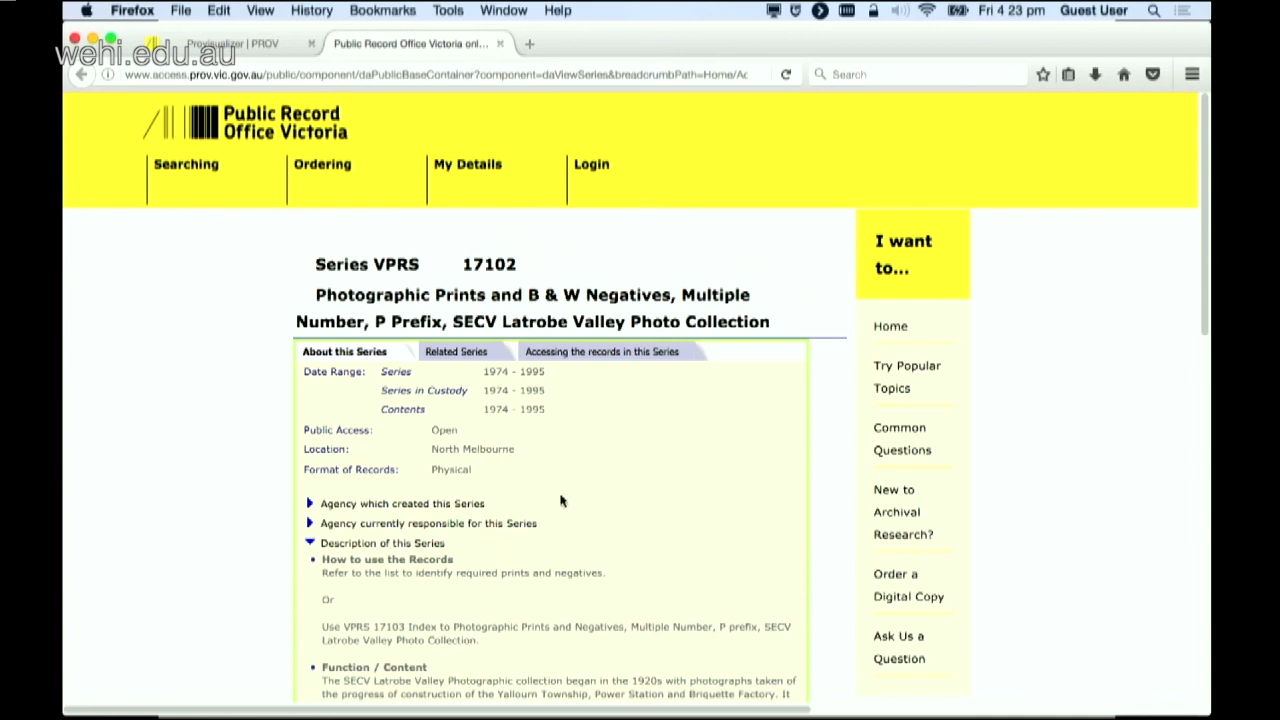 Firefox File Edit View History Bookmarks Tools Window Help Fri 4 23 pm Guest User
wehi.edu.au
Provisualizer | PROV
Public Record Office Victoria onl...
www.access.prov.vic.gov.au/public/component/daPublicBaseContainer?component=daViewSeries&breadcrumbPath=Home/Ac
Search
Public Record
Office Victoria
Searching Ordering My Details Login
Series VPRS 17102
Photographic Prints and B & W Negatives, Multiple
Number, P Prefix, SECV Latrobe Valley Photo Collection
About this Series Related Series Accessing the records in this Series
Date Range: Series 1974 - 1995
Series in Custody 1974 - 1995
Contents 1974 - 1995
Public Access: Open
Location: North Melbourne
Format of Records: Physical
Agency which created this Series
Agency currently responsible for this Series
Description of this Series
How to use the Records
Refer to the list to identify required prints and negatives.
Or
Use VPRS 17103 Index to Photographic Prints and Negatives, Multiple Number, P prefix, SECV
Latrobe Valley Photo Collection.
Function / Content
The SECV Latrobe Valley Photographic collection began in the 1920s with photographs taken of
the progress of construction of the Yallourn Township, Power Station and Briquette Factory. It
I want
to...
Home
Try Popular
Topics
Common
Questions
New to
Archival
Research?
Order a
Digital Copy
Ask Us a
Question